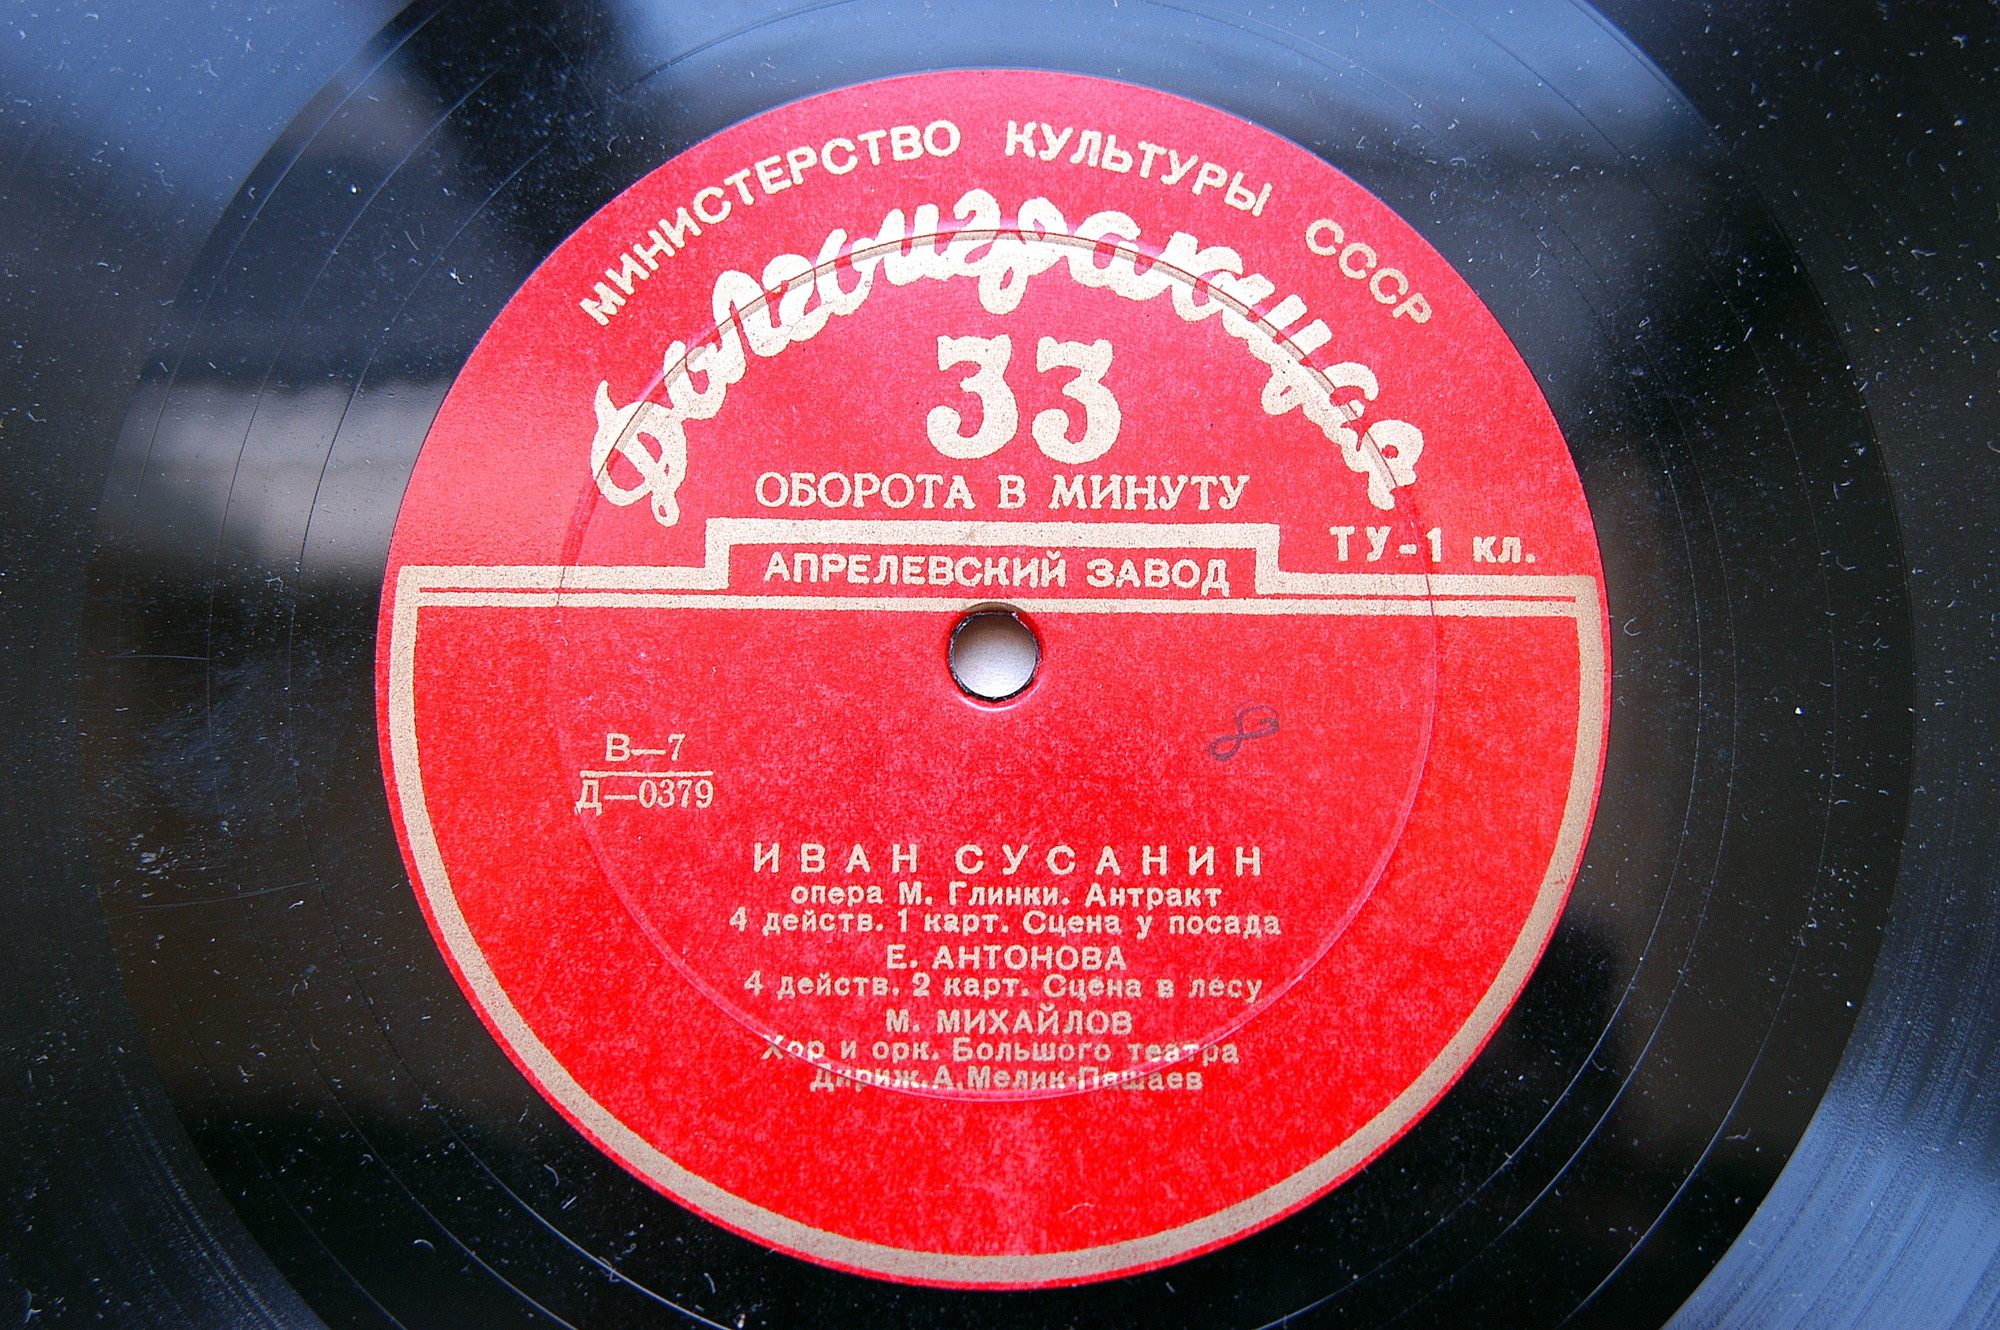 МИНИСТЕРСТВО КУЛЬТУРЫ СССР
Долгоиграющая
33
ОБОРОТА В МИНУТУ
ТУ-1 кл.
АПРЕЛЕВСКИЙ ЗАВОД
В—7
Д—0379
8
ИВАН СУСАНИН
опера М. Глинки. Антракт
4 действ. 1 карт. Сцена у посада
Е. АНТОНОВА
4 действ. 2 карт. Сцена в лесу
М. МИХАЙЛОВ
Хор и орк. Большого театра
Дириж. А. Мелик-Пашаев